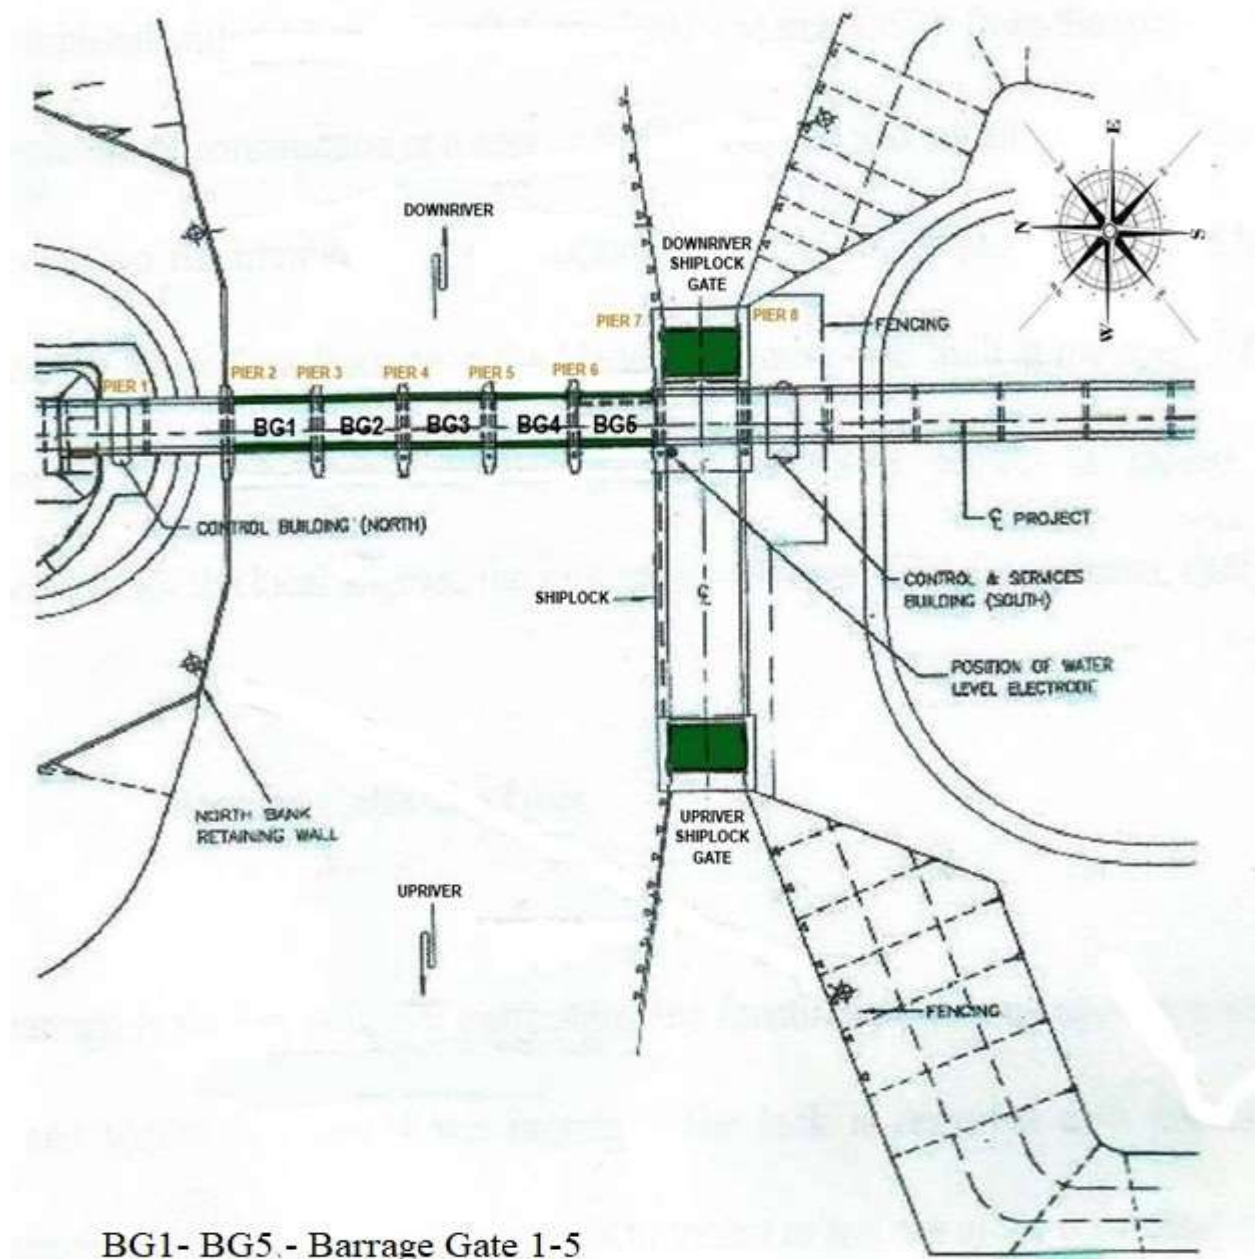 E
N
S
W
DOWNRIVER
DOWNRIVER
SHIPLOCK
GATE
PIER 7
PIER 8
FENCING
PIER 1
PIER 2
PIER 3
PIER 4
PIER 5
PIER 6
BG1
BG2
BG3
BG4
BG5
CONTROL BUILDING (NORTH)
℄ PROJECT
℄
SHIPLOCK
CONTROL & SERVICES
BUILDING (SOUTH)
POSITION OF WATER
LEVEL ELECTRODE
NORTH BANK
RETAINING WALL
UPRIVER
SHIPLOCK
GATE
UPRIVER
FENCING
BG1- BG5.- Barrage Gate 1-5